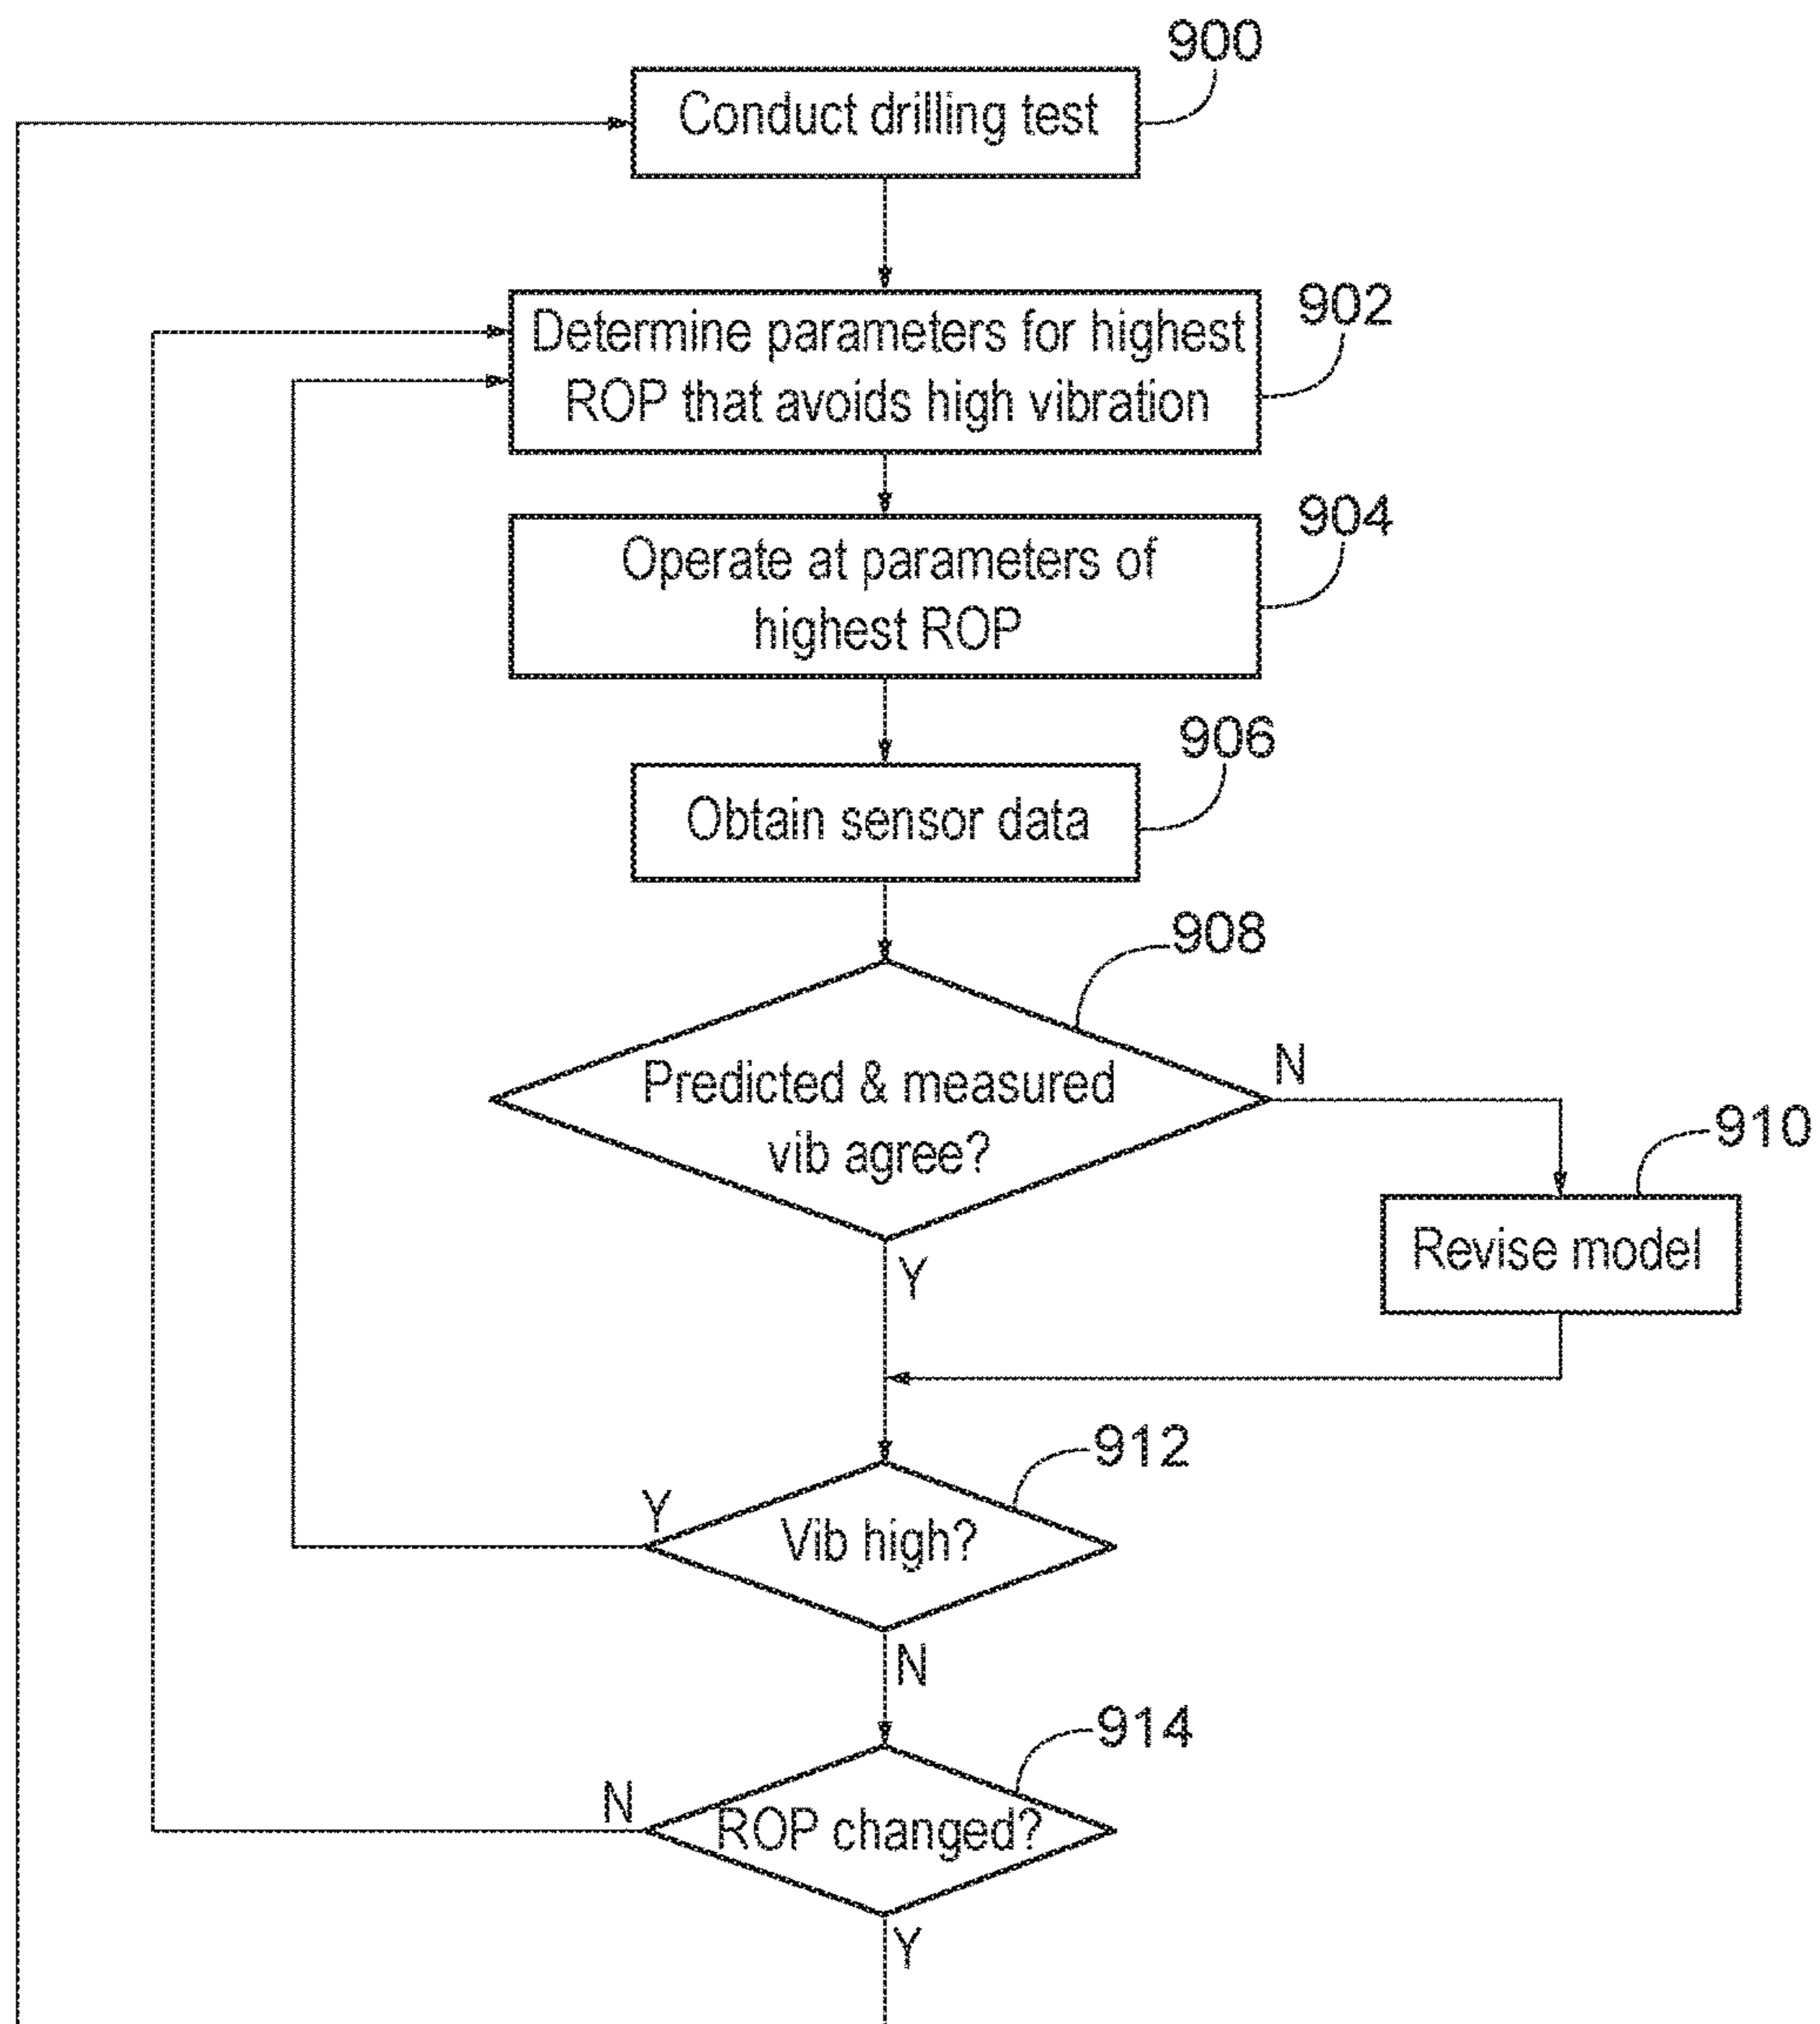 900
Conduct drilling test
902
Determine parameters for highest
ROP that avoids high vibration
904
Operate at parameters of
highest ROP
906
Obtain sensor data
908
Predicted & measured
vib agree?
N
910
Revise model
Y
912
Y
Vib high?
N
914
N
ROP changed?
Y